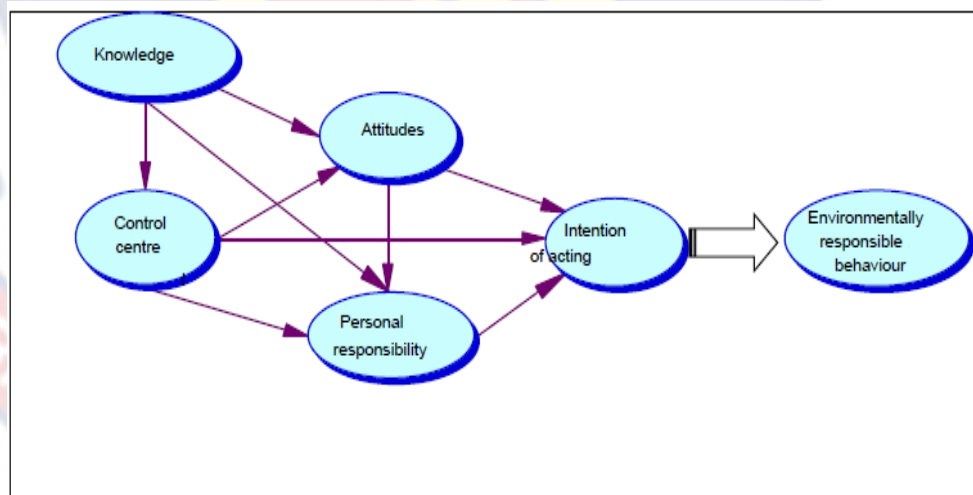 Knowledge
Attitudes
Control
centre
Intention
of acting
Environmentally
responsible
behaviour
Personal
responsibility